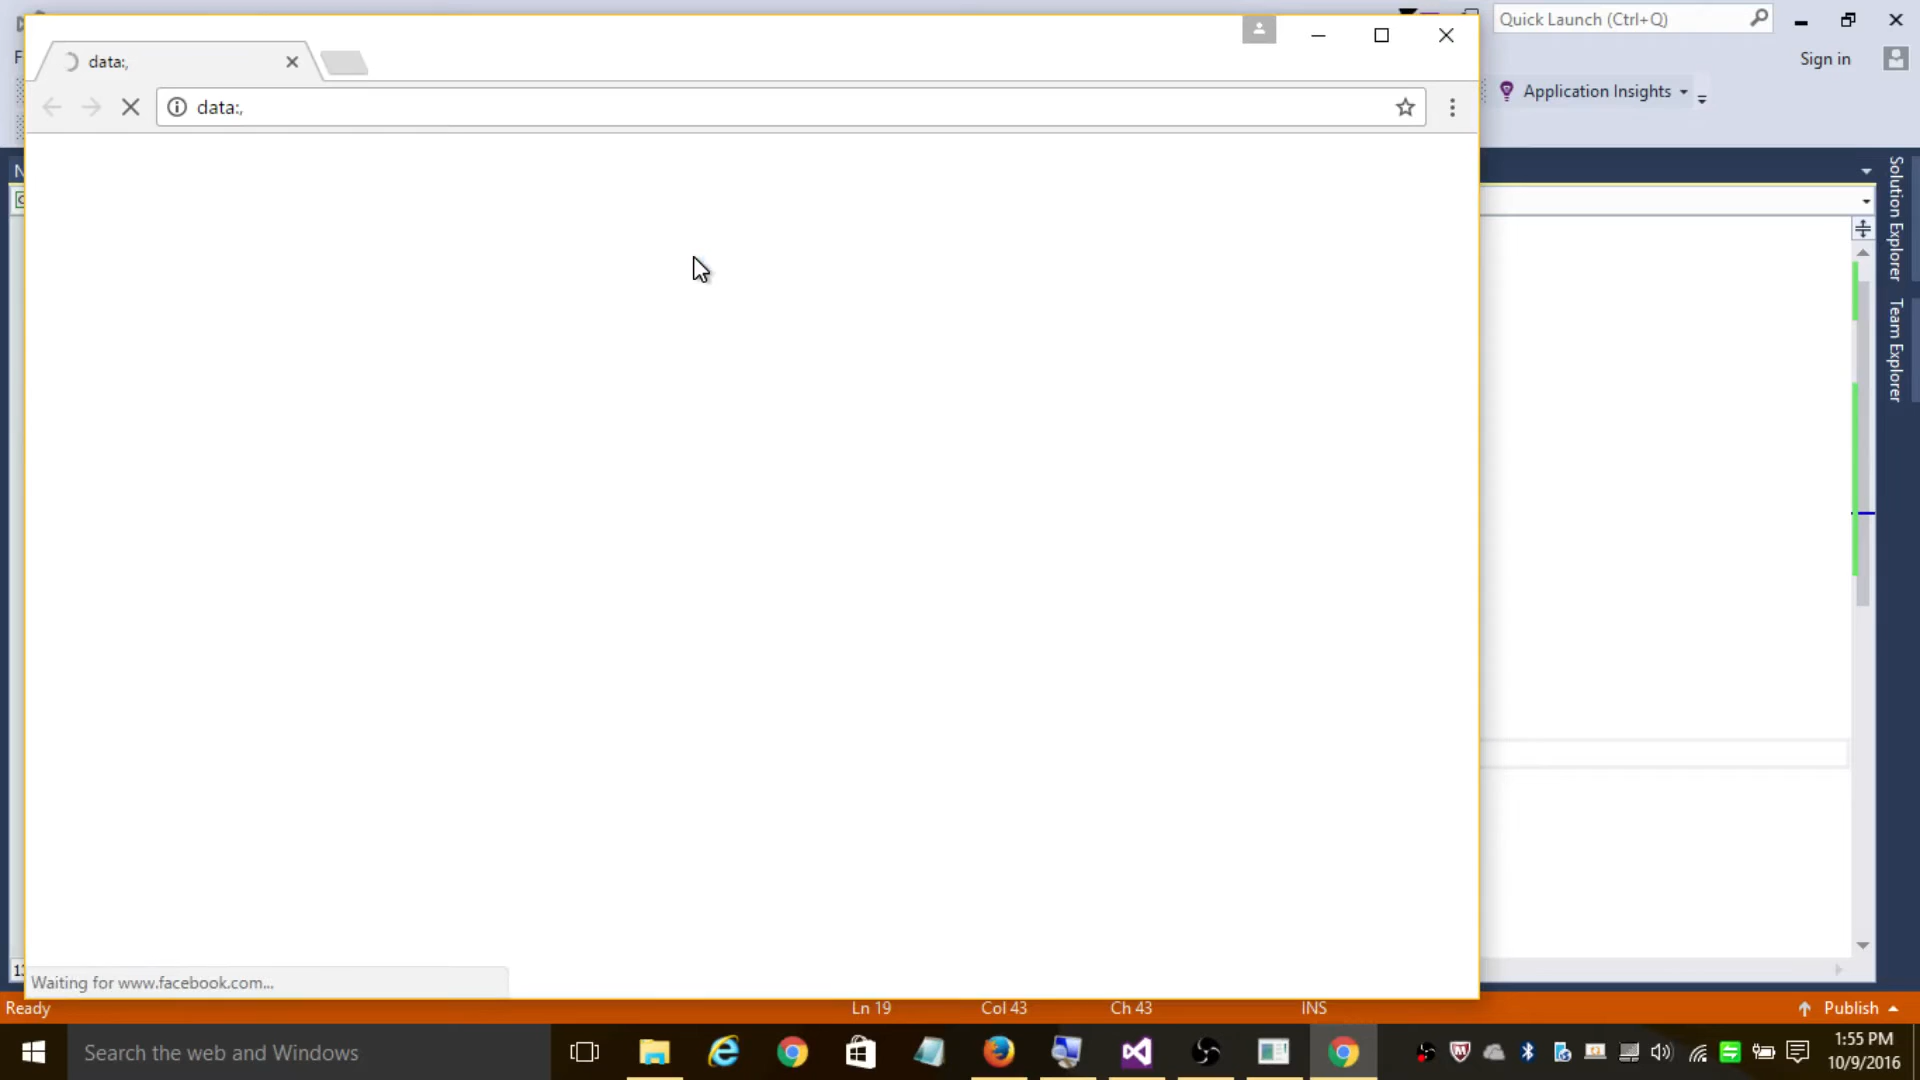 Quick Launch (Ctrl+Q)
data:,
Sign in
data:,
Application Insights
Solution Explorer
Team Explorer
Waiting for www.facebook.com...
Ready
Ln 19
Col 43
Ch 43
INS
Publish
Search the web and Windows
1:55 PM
10/9/2016